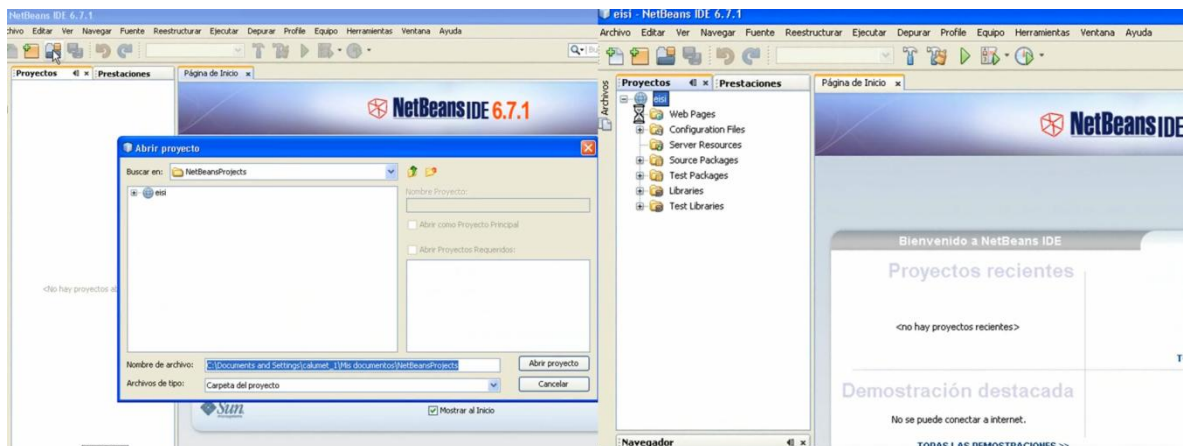 NetBeans IDE 6.7.1
Editar Ver Navegar Fuente Reestructurar Ejecutar Depurar Profile Equipo Herramientas Ventana Ayuda
Proyectos Prestaciones Página de Inicio
NetBeans IDE 6.7.1
Abrir proyecto
Buscar en: NetBeansProjects
eisi
Nombre Proyecto:
Abrir como Proyecto Principal
Abrir Proyectos Requeridos:
<No hay proyectos
Nombre de archivo: C:\Documents and Settings\calumet_1\Mis documentos\NetBeansProjects Abrir proyecto
Archivos de tipo: Carpeta del proyecto Cancelar
Sun
Mostrar al Inicio
eisi - NetBeans IDE 6.7.1
Archivo Editar Ver Navegar Fuente Reestructurar Ejecutar Depurar Profile Equipo Herramientas Ventana Ayuda
Archivos
Proyectos Prestaciones Página de Inicio
eisi
Web Pages
Configuration Files
Server Resources
Source Packages
Test Packages
Libraries
Test Libraries
NetBeans IDE
Bienvenido a NetBeans IDE
Proyectos recientes
<no hay proyectos recientes>
Demostración destacada
No se puede conectar a internet.
TODAS LAS DEMOSTRACIONES >>
Navegador